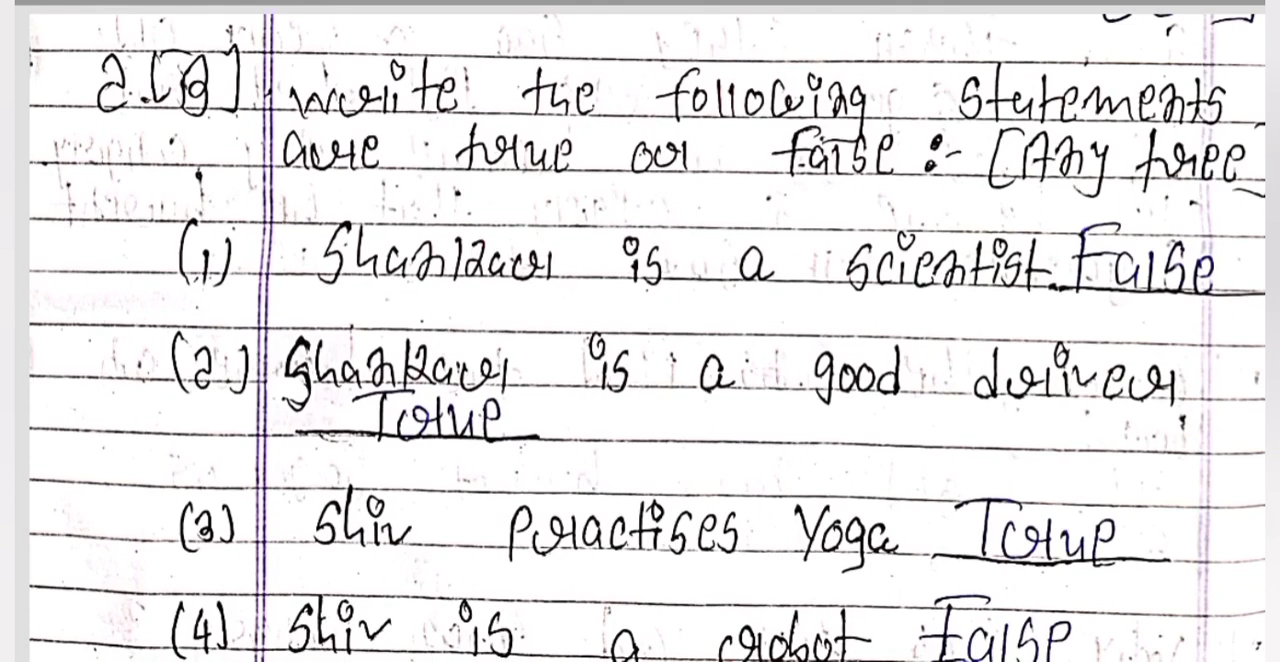 2.[B] write the following statements
are true or false :- [Any three
(1) Shankar is a scientist. False
(2) Shankar is a good driver.
True
(3) Shiv Practises Yoga True
(4) Shiv is a robot False